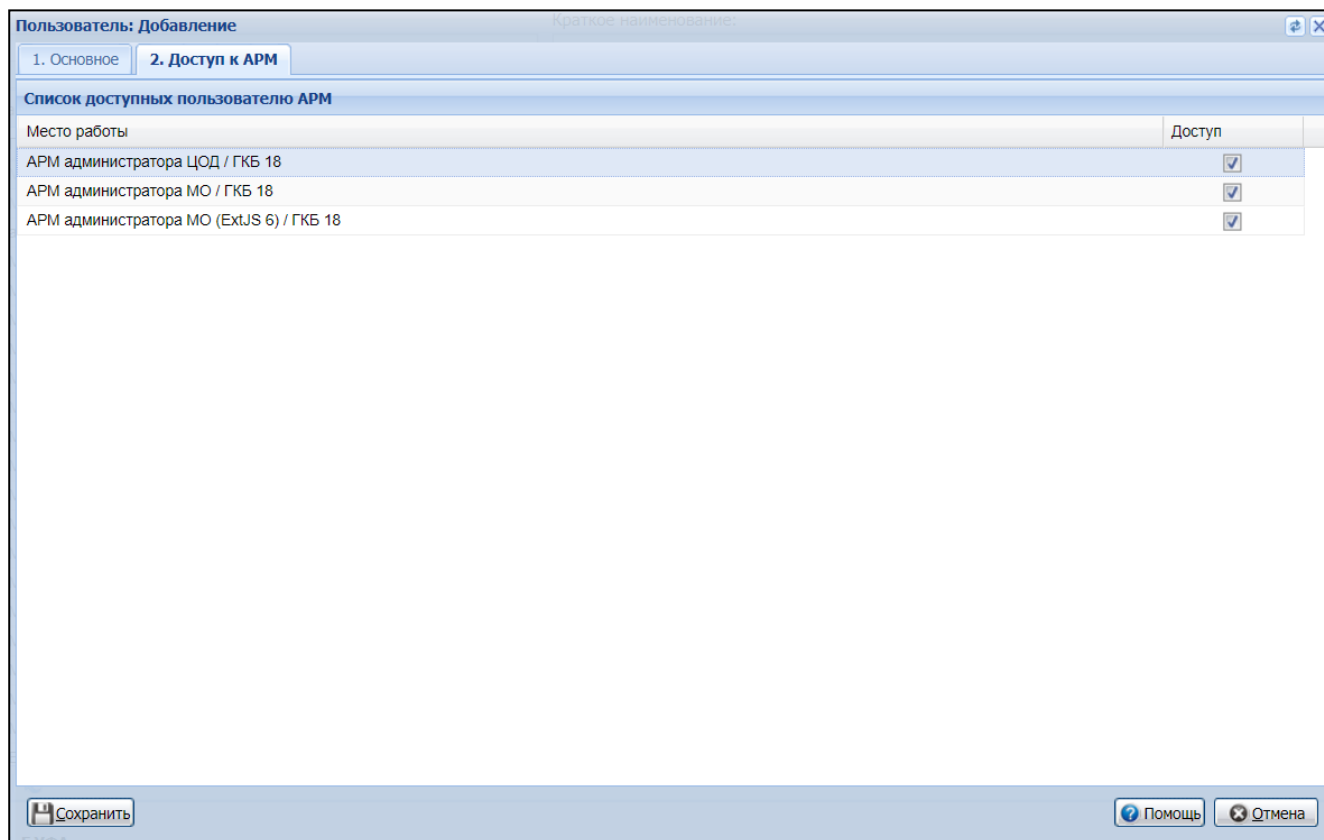 Краткое наименование:
Пользователь: Добавление
1. Основное
2. Доступ к АРМ
Список доступных пользователю АРМ
Место работы
Доступ
АРМ администратора ЦОД / ГКБ 18
АРМ администратора МО / ГКБ 18
АРМ администратора МО (ExtJS 6) / ГКБ 18
Сохранить
Помощь
Отмена